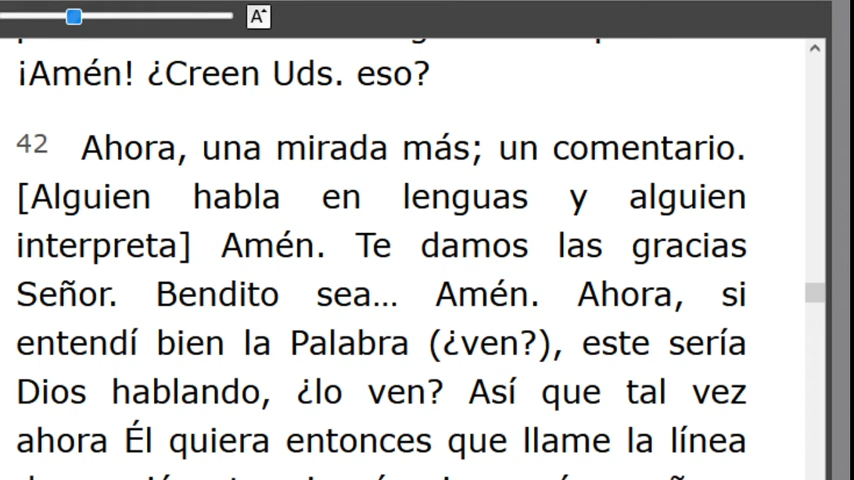 A
¡Amén! ¿Creen Uds. eso?
42 Ahora, una mirada más; un comentario.
[Alguien habla en lenguas y alguien
interpreta] Amén. Te damos las gracias
Señor. Bendito sea... Amén. Ahora, si
entendí bien la Palabra (¿ven?), este sería
Dios hablando, ¿lo ven? Así que tal vez
ahora Él quiera entonces que llame la línea